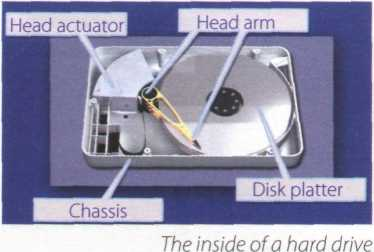 Head actuator
Head arm
Disk platter
Chassis
The inside of a hard drive